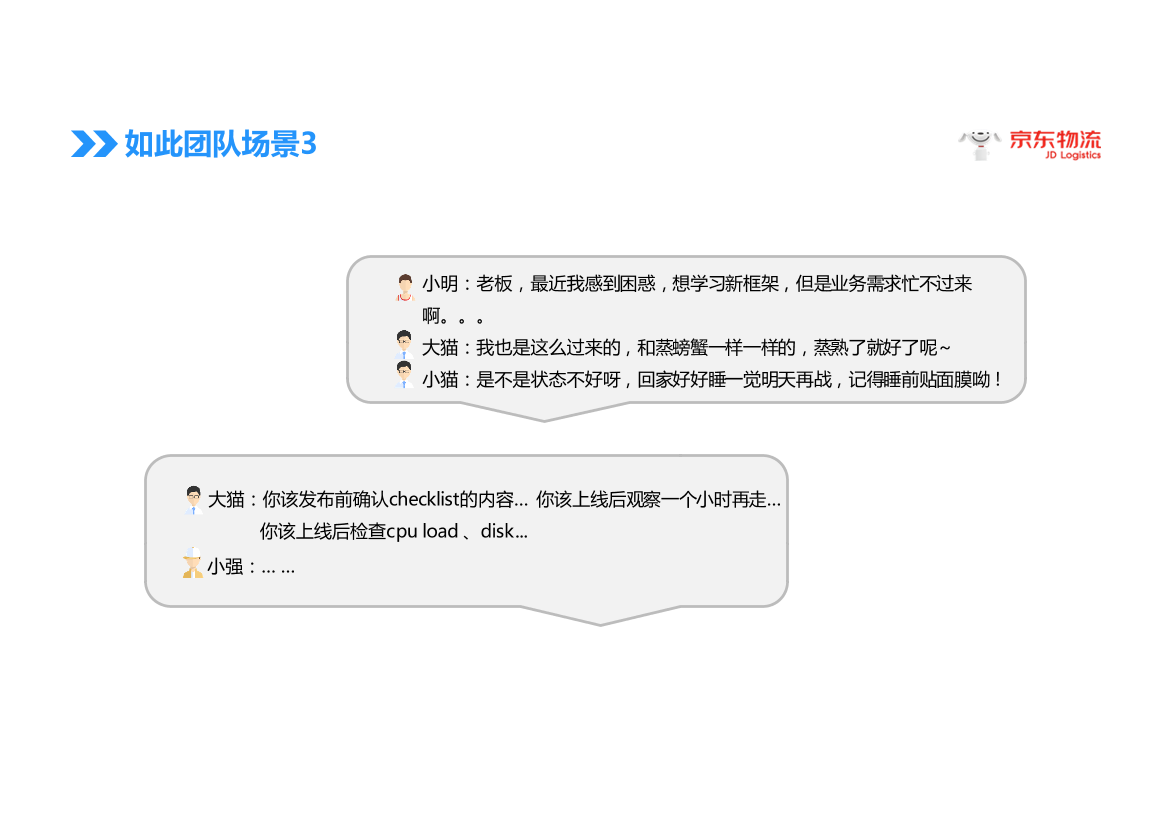 如此团队场景3
京东物流
JD Logistics
小明：老板，最近我感到困惑，想学习新框架，但是业务需求忙不过来
啊。。。
大猫：我也是这么过来的，和蒸螃蟹一样一样的，蒸熟了就好了呢~
小猫：是不是状态不好呀，回家好好睡一觉明天再战，记得睡前贴面膜呦！
大猫：你该发布前确认checklist的内容… 你该上线后观察一个小时再走…
你该上线后检查cpu load 、disk...
小强：… …